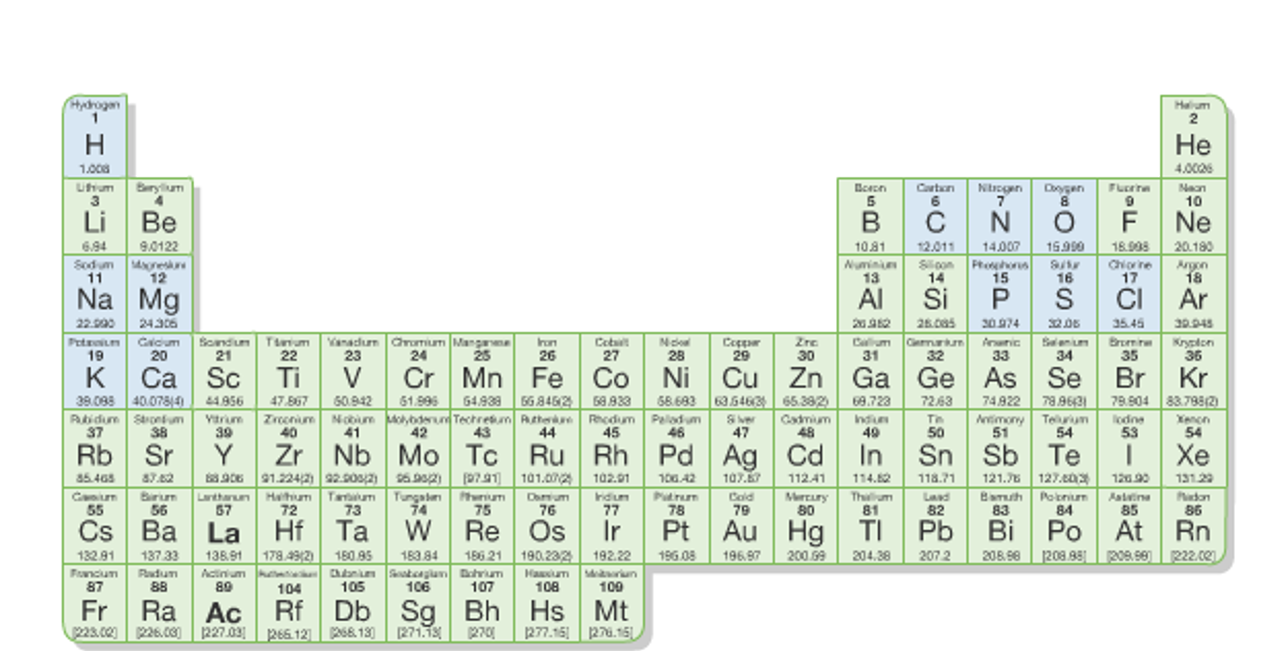 Hydrogen Helium
1 2
H He
1.008 4.0026
Lithium Beryllium Boron Carbon Nitrogen Oxygen Fluorine Neon
3 4 5 6 7 8 9 10
Li Be B C N O F Ne
6.94 9.0122 10.81 12.011 14.007 15.999 18.998 20.180
Sodium Magnesium Aluminium Silicon Phosphorus Sulfur Chlorine Argon
11 12 13 14 15 16 17 18
Na Mg Al Si P S Cl Ar
22.990 24.305 26.982 28.085 30.974 32.06 35.45 39.948
Potassium Calcium Scandium Titanium Vanadium Chromium Manganese Iron Cobalt Nickel Copper Zinc Gallium Germanium Arsenic Selenium Bromine Krypton
19 20 21 22 23 24 25 26 27 28 29 30 31 32 33 34 35 36
K Ca Sc Ti V Cr Mn Fe Co Ni Cu Zn Ga Ge As Se Br Kr
39.098 40.078(4) 44.956 47.867 50.942 51.996 54.938 55.845(2) 58.933 58.693 63.546(3) 65.38(2) 69.723 72.63 74.922 78.96(3) 79.904 83.798(2)
Rubidium Strontium Yttrium Zirconium Niobium Molybdenum Technetium Ruthenium Rhodium Palladium Silver Cadmium Indium Tin Antimony Tellurium Iodine Xenon
37 38 39 40 41 42 43 44 45 46 47 48 49 50 51 54 53 54
Rb Sr Y Zr Nb Mo Tc Ru Rh Pd Ag Cd In Sn Sb Te I Xe
85.468 87.62 88.906 91.224(2) 92.906(2) 95.96(2) [97.91] 101.07(2) 102.91 106.42 107.87 112.41 114.82 118.71 121.76 127.60(3) 126.90 131.29
Caesium Barium Lanthanum Tantalum Tungsten Rhenium Osmium Iridium Platinum Gold Mercury Thallium Lead Bismuth Polonium Astatine Radon
55 56 57 72 73 74 75 76 77 78 79 80 81 82 83 84 85 86
Cs Ba La Hf Ta W Re Os Ir Pt Au Hg Tl Pb Bi Po At Rn
132.91 137.33 138.91 178.49(2) 180.95 183.84 186.21 190.23(2) 192.22 195.08 196.97 200.59 204.38 207.2 208.98 [208.98] [209.99] [222.02]
Francium Radium Actinium Rutherfordium Dubnium Seaborgium Bohrium Hassium Meitnerium
87 88 89 104 105 106 107 108 109
Fr Ra Ac Rf Db Sg Bh Hs Mt
[223.02] [226.03] [227.03] [265.12] [268.13] [271.13] [270] [277.15] [276.15]